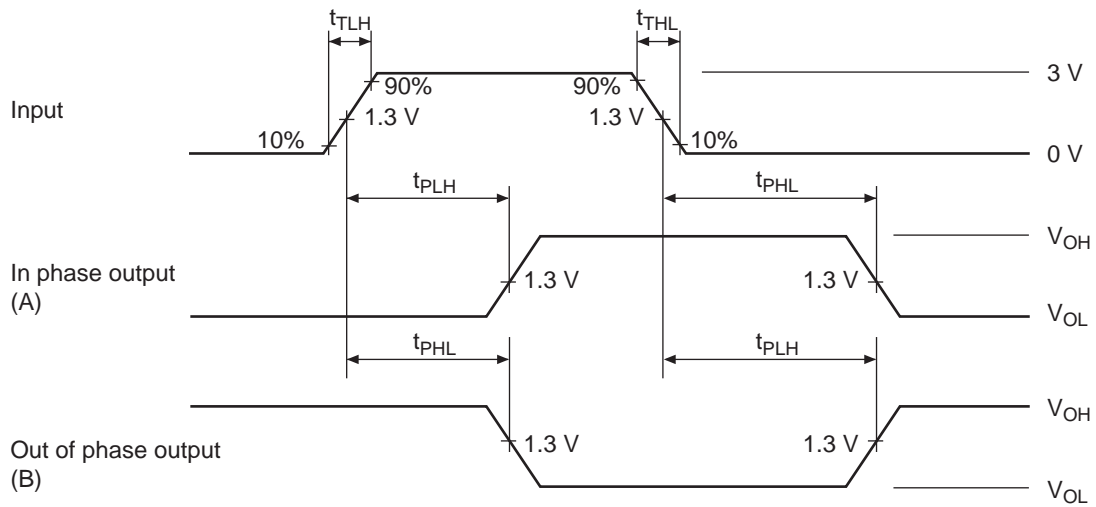 tTLH tTHL
90% 90% 3 V
Input 1.3 V 1.3 V
10% 10% 0 V
tPLH tPHL
VOH
In phase output 1.3 V 1.3 V
(A)
VOL
tPHL tPLH
VOH
Out of phase output 1.3 V 1.3 V
(B)
VOL